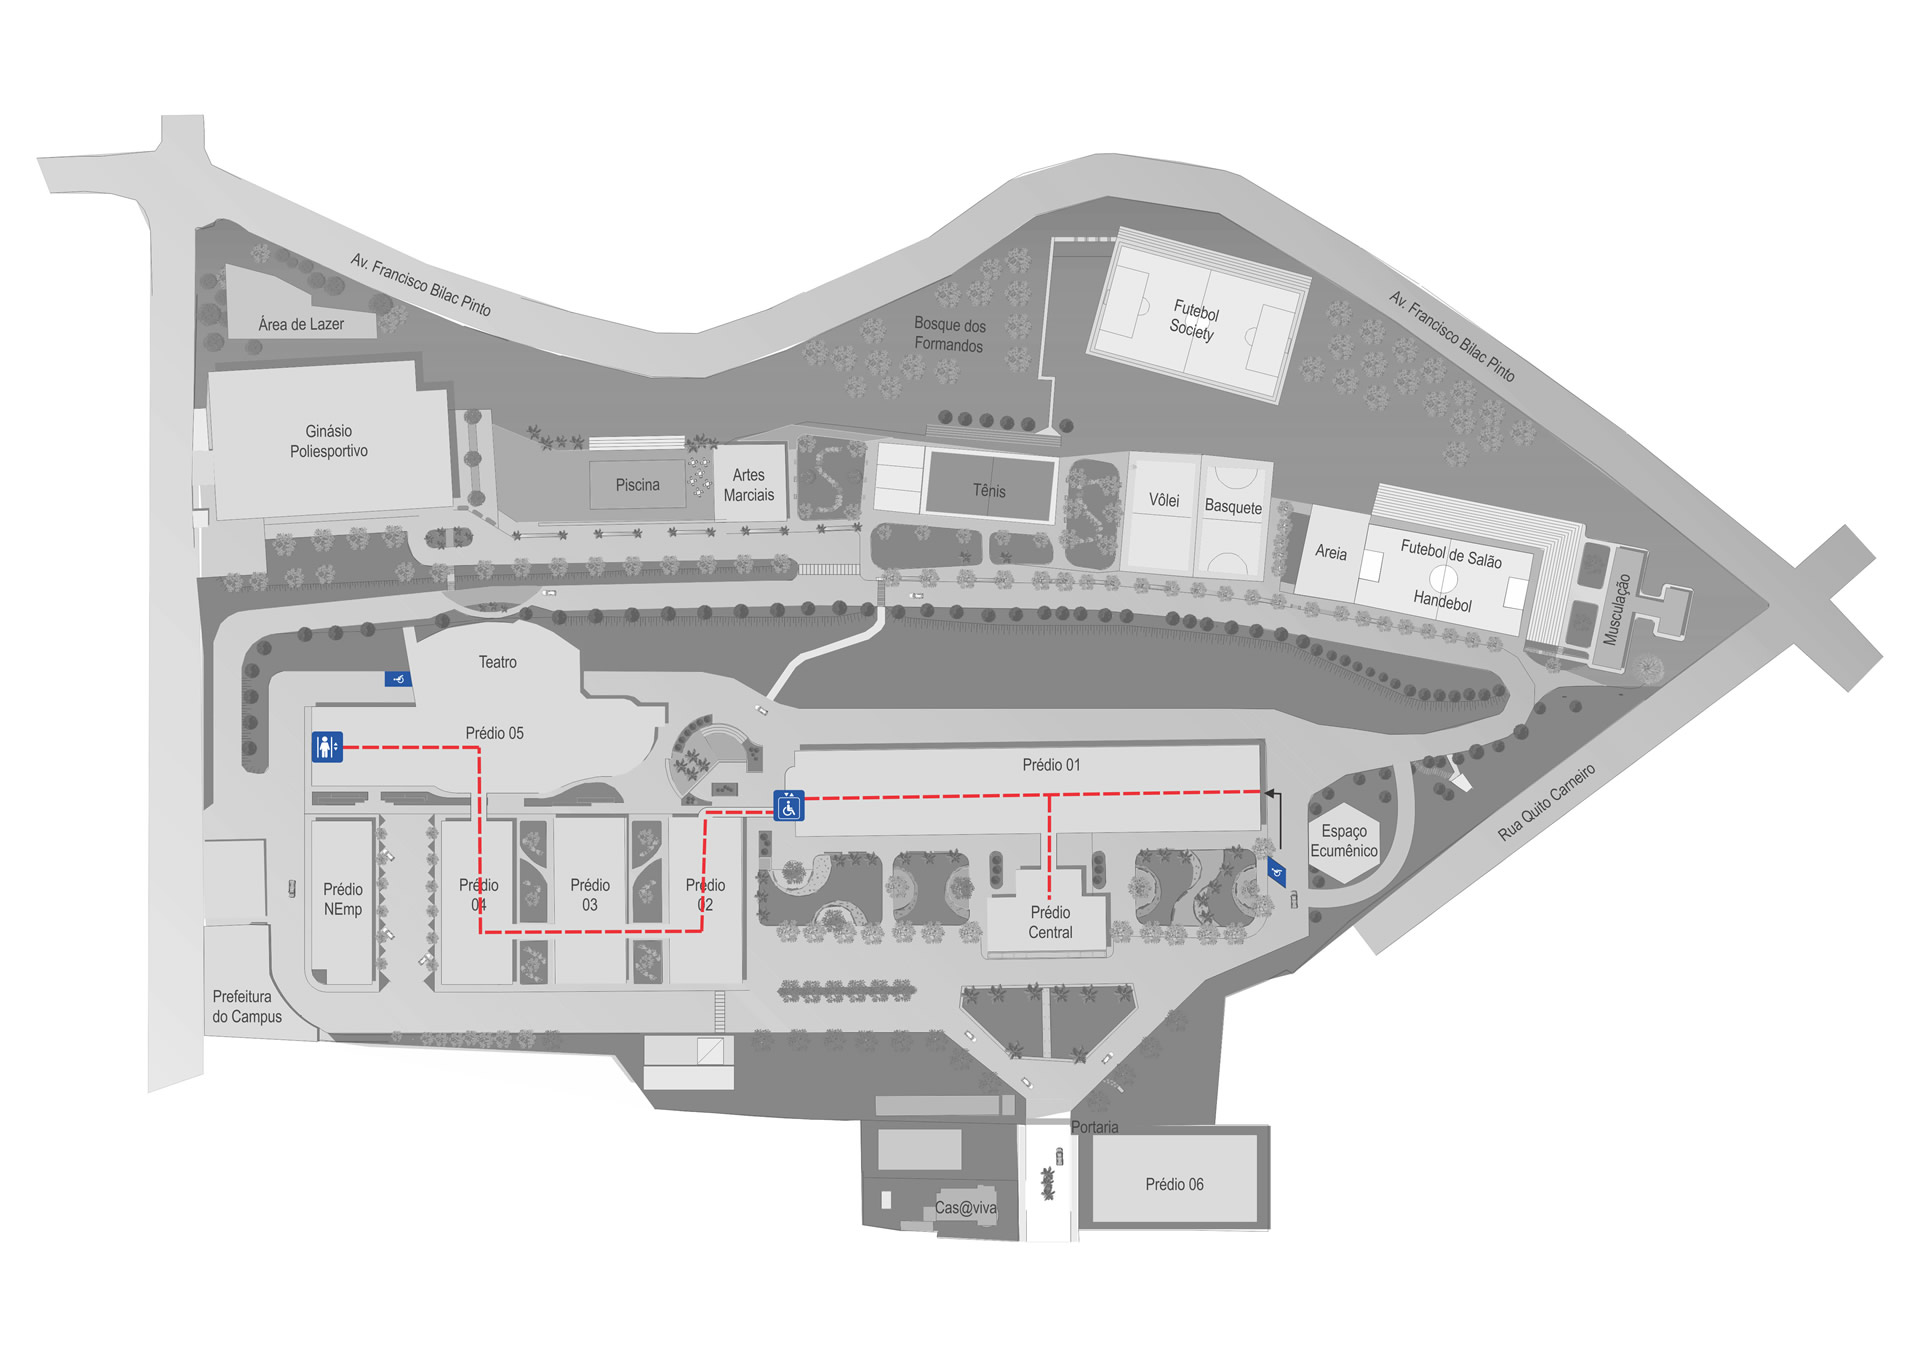 Av. Francisco Bilac Pinto
Av. Francisco Bilac Pinto
Área de Lazer
Bosque dos
Formandos
Futebol
Society
Ginásio
Poliesportivo
Piscina
Artes
Marciais
Tênis
Vôlei
Basquete
Areia
Futebol de Salão
Handebol
Musculação
Teatro
Prédio 05
Prédio 01
Rua Quito Carneiro
Espaço
Ecumênico
Prédio
NEmp
Prédio
04
Prédio
03
Prédio
02
Prédio
Central
Prefeitura
do Campus
Portaria
Prédio 06
Cas@viva